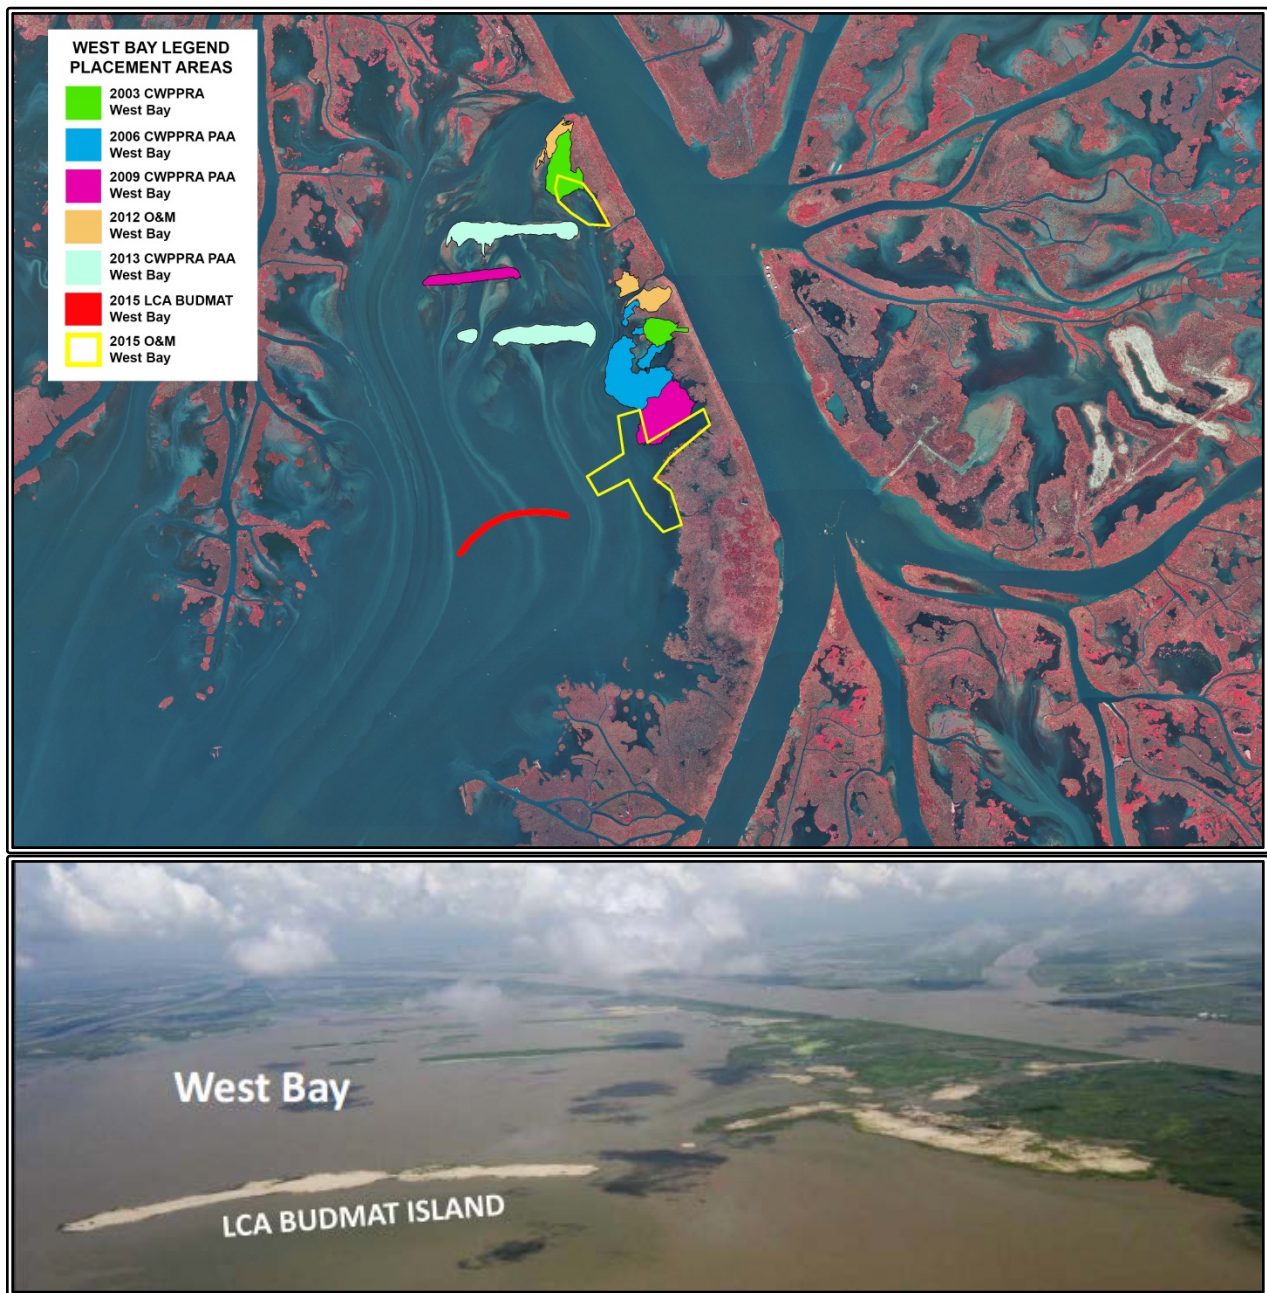 WEST BAY LEGEND
PLACEMENT AREAS
2003 CWPPRA
West Bay
2006 CWPPRA PAA
West Bay
2009 CWPPRA PAA
West Bay
2012 O&M
West Bay
2013 CWPPRA PAA
West Bay
2015 LCA BUDMAT
West Bay
2015 O&M
West Bay
West Bay
LCA BUDMAT ISLAND